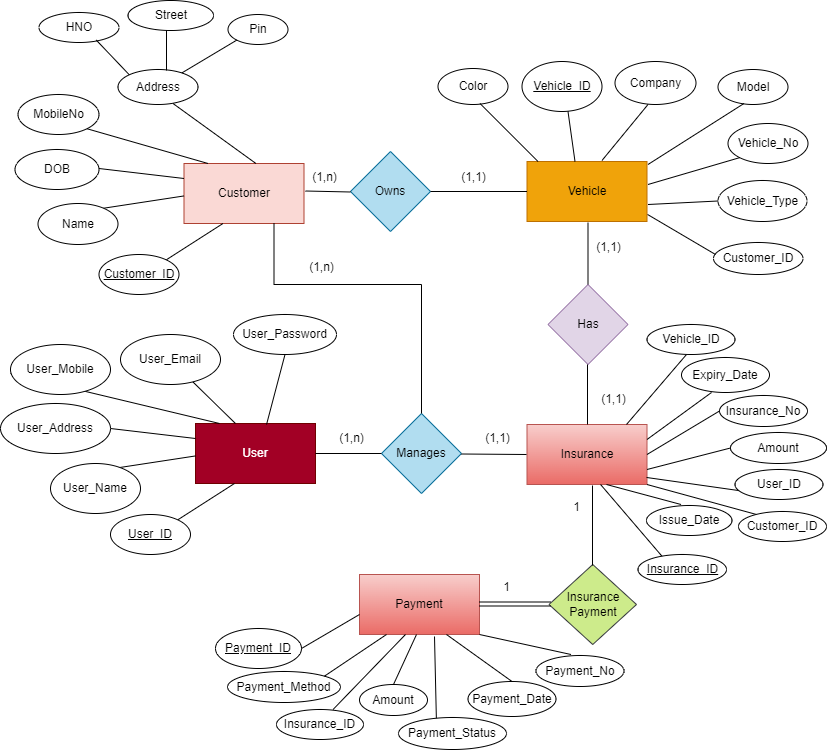 Street
HNO
Pin
Address
Color
Vehicle_ID
Company
Model
MobileNo
Vehicle_No
DOB
Customer
(1,n)
Owns
(1,1)
Vehicle
Vehicle_Type
Name
Customer_ID
(1,n)
(1,1)
Customer_ID
Has
User_Password
Vehicle_ID
User_Mobile
User_Email
Expiry_Date
(1,1)
Insurance_No
User_Address
(1,n)
(1,1)
User
Manages
Insurance
Amount
User_Name
User_ID
1
Issue_Date
Customer_ID
User_ID
Insurance_ID
1
Insurance
Payment
Payment
Payment_ID
Payment_No
Payment_Method
Amount
Payment_Date
Insurance_ID
Payment_Status